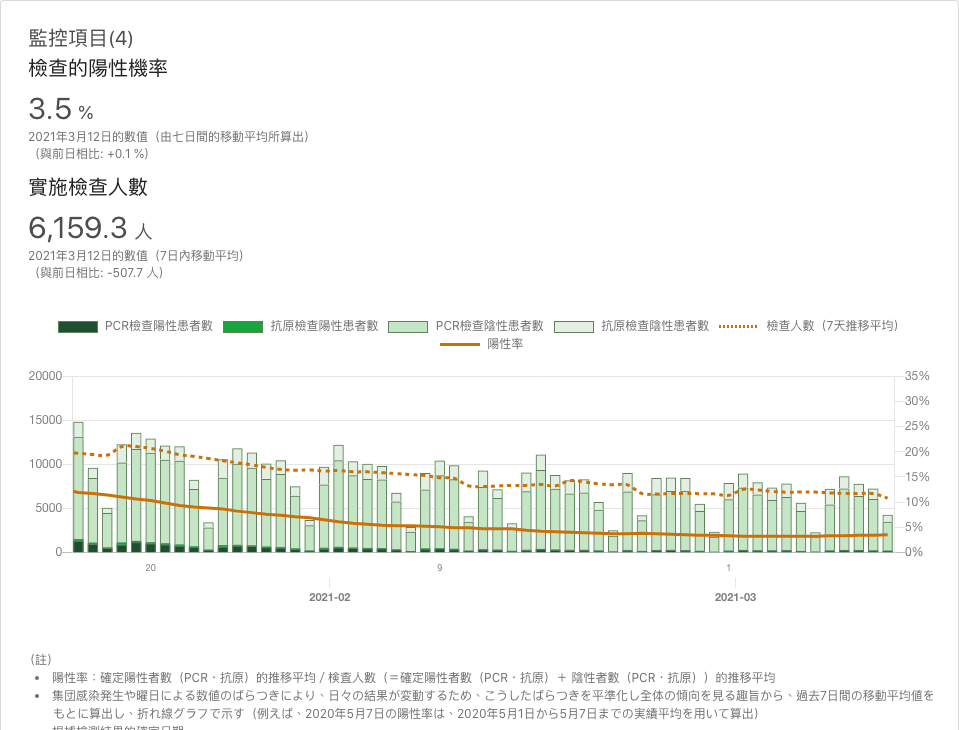 監控項目(4)
檢查的陽性機率
3.5 %
2021年3月12日的數值（由七日間的移動平均所算出）
（與前日相比: +0.1 %）
實施檢查人數
6,159.3 人
2021年3月12日的數值（7日內移動平均）
（與前日相比: -507.7 人）
PCR檢查陽性患者數 抗原檢查陽性患者數 PCR檢查陰性患者數 抗原檢查陰性患者數 檢查人數（7天推移平均）
陽性率
20000 35%
30%
15000 25%
20%
10000 15%
5000 10%
5%
0 0%
20 9 1
2021-02 2021-03
（註）
• 陽性率：確定陽性者數（PCR・抗原）的推移平均 / 検査人數（＝確定陽性者數（PCR・抗原）＋ 陰性者數（PCR・抗原））的推移平均
• 集団感染発生や曜日による数値のばらつきにより、日々の結果が変動するため、こうしたばらつきを平準化し全体の傾向を見る趣旨から、過去7日間の移動平均値を
もとに算出し、折れ線グラフで示す（例えば、2020年5月7日の陽性率は、2020年5月1日から5月7日までの実績平均を用いて算出）